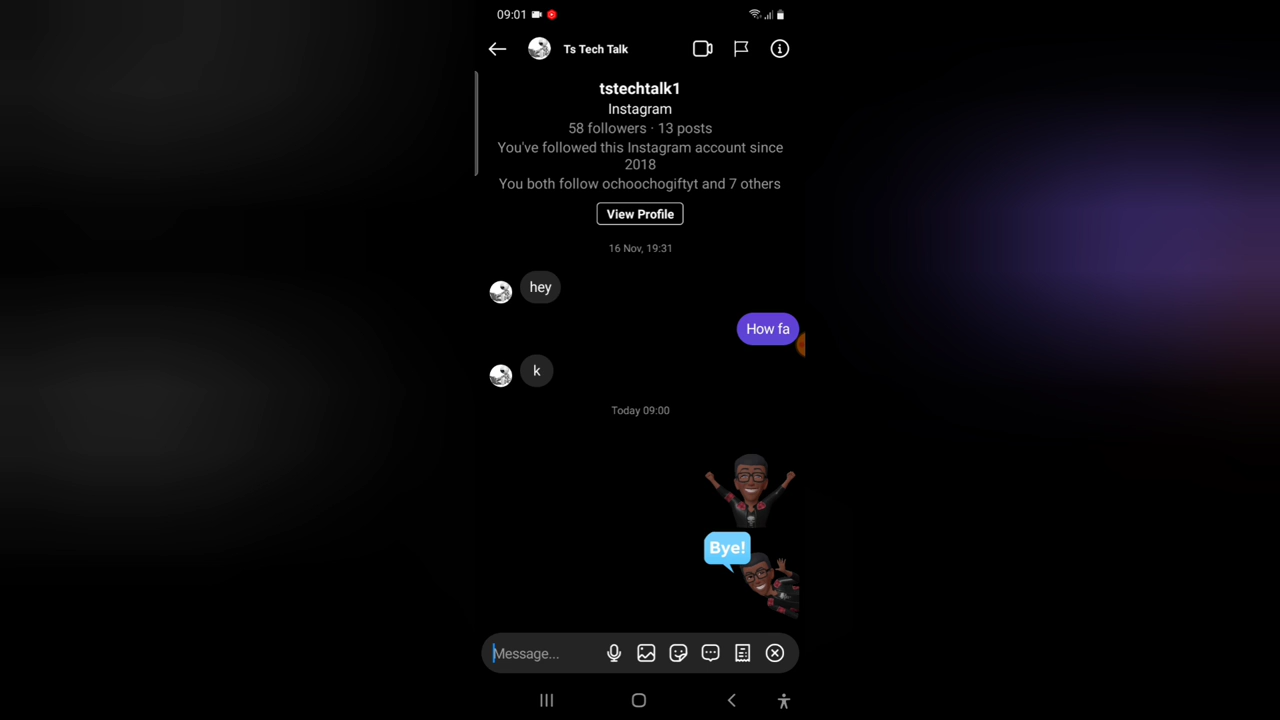 09:01
Ts Tech Talk
tstechtalk1
Instagram
58 followers · 13 posts
You've followed this Instagram account since
2018
You both follow ochoochogiftyt and 7 others
View Profile
16 Nov, 19:31
hey
How fa
k
Today 09:00
Bye!
Message...